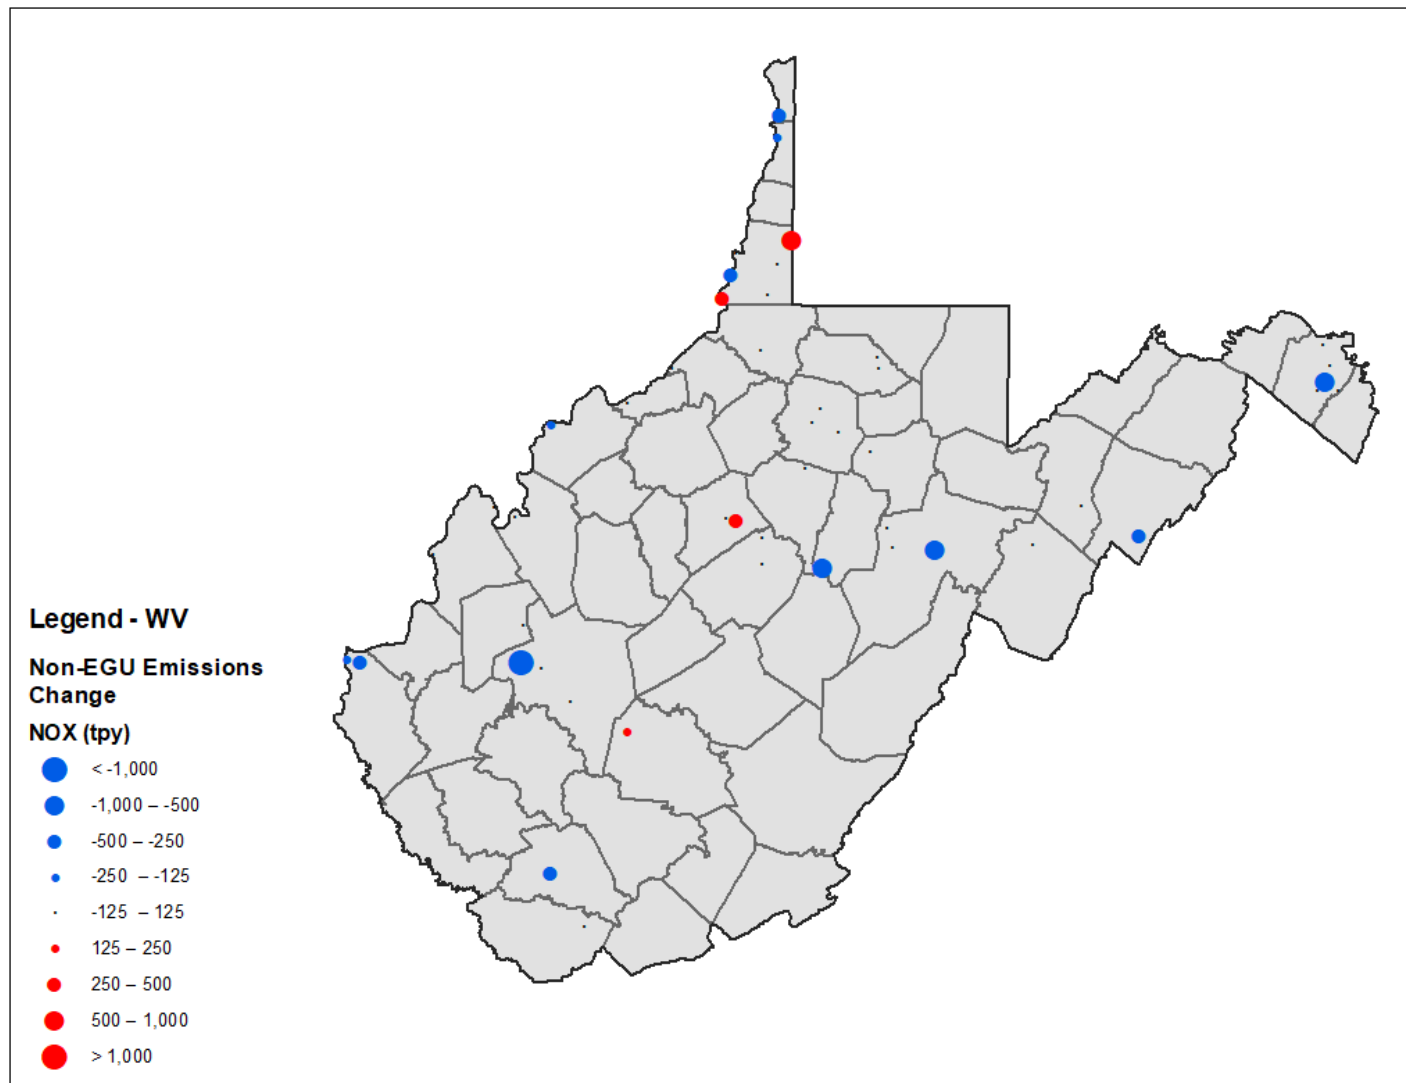 Legend - WV
Non-EGU Emissions
Change
NOX (tpy)
< -1,000
-1,000 – -500
-500 – -250
-250 – -125
-125 – 125
125 – 250
250 – 500
500 – 1,000
> 1,000